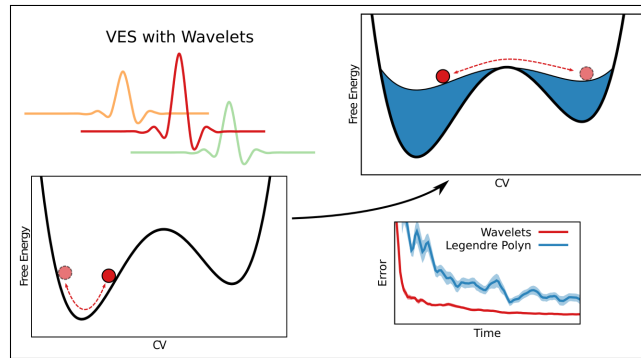 VES with Wavelets
Free Energy
CV
Free Energy
CV
Wavelets
Legendre Polyn
Error
Time